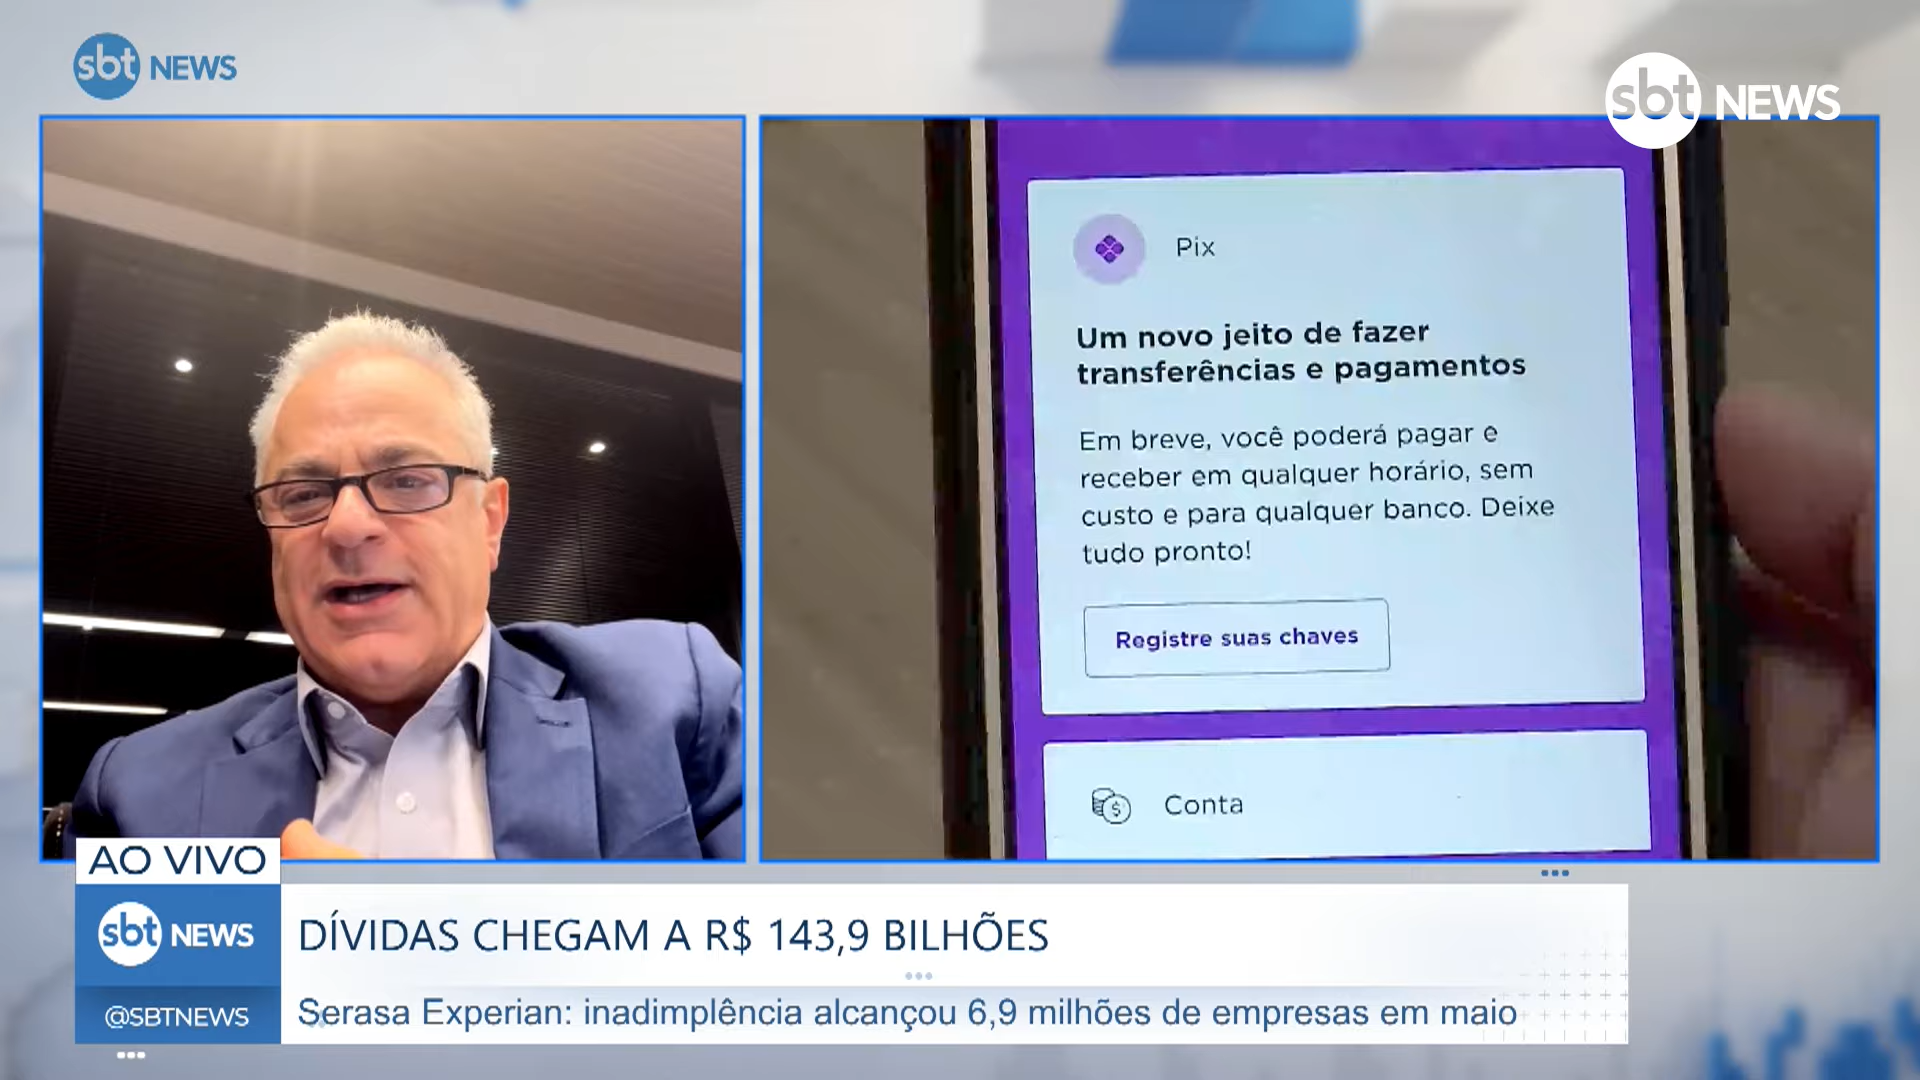 sbt NEWS
sbt NEWS
Pix
Um novo jeito de fazer
transferências e pagamentos
Em breve, você poderá pagar e
receber em qualquer horário, sem
custo e para qualquer banco. Deixe
tudo pronto!
Registre suas chaves
$
Conta
AO VIVO
sbt NEWS
DÍVIDAS CHEGAM A R$ 143,9 BILHÕES
@SBTNEWS
Serasa Experian: inadimplência alcançou 6,9 milhões de empresas em maio